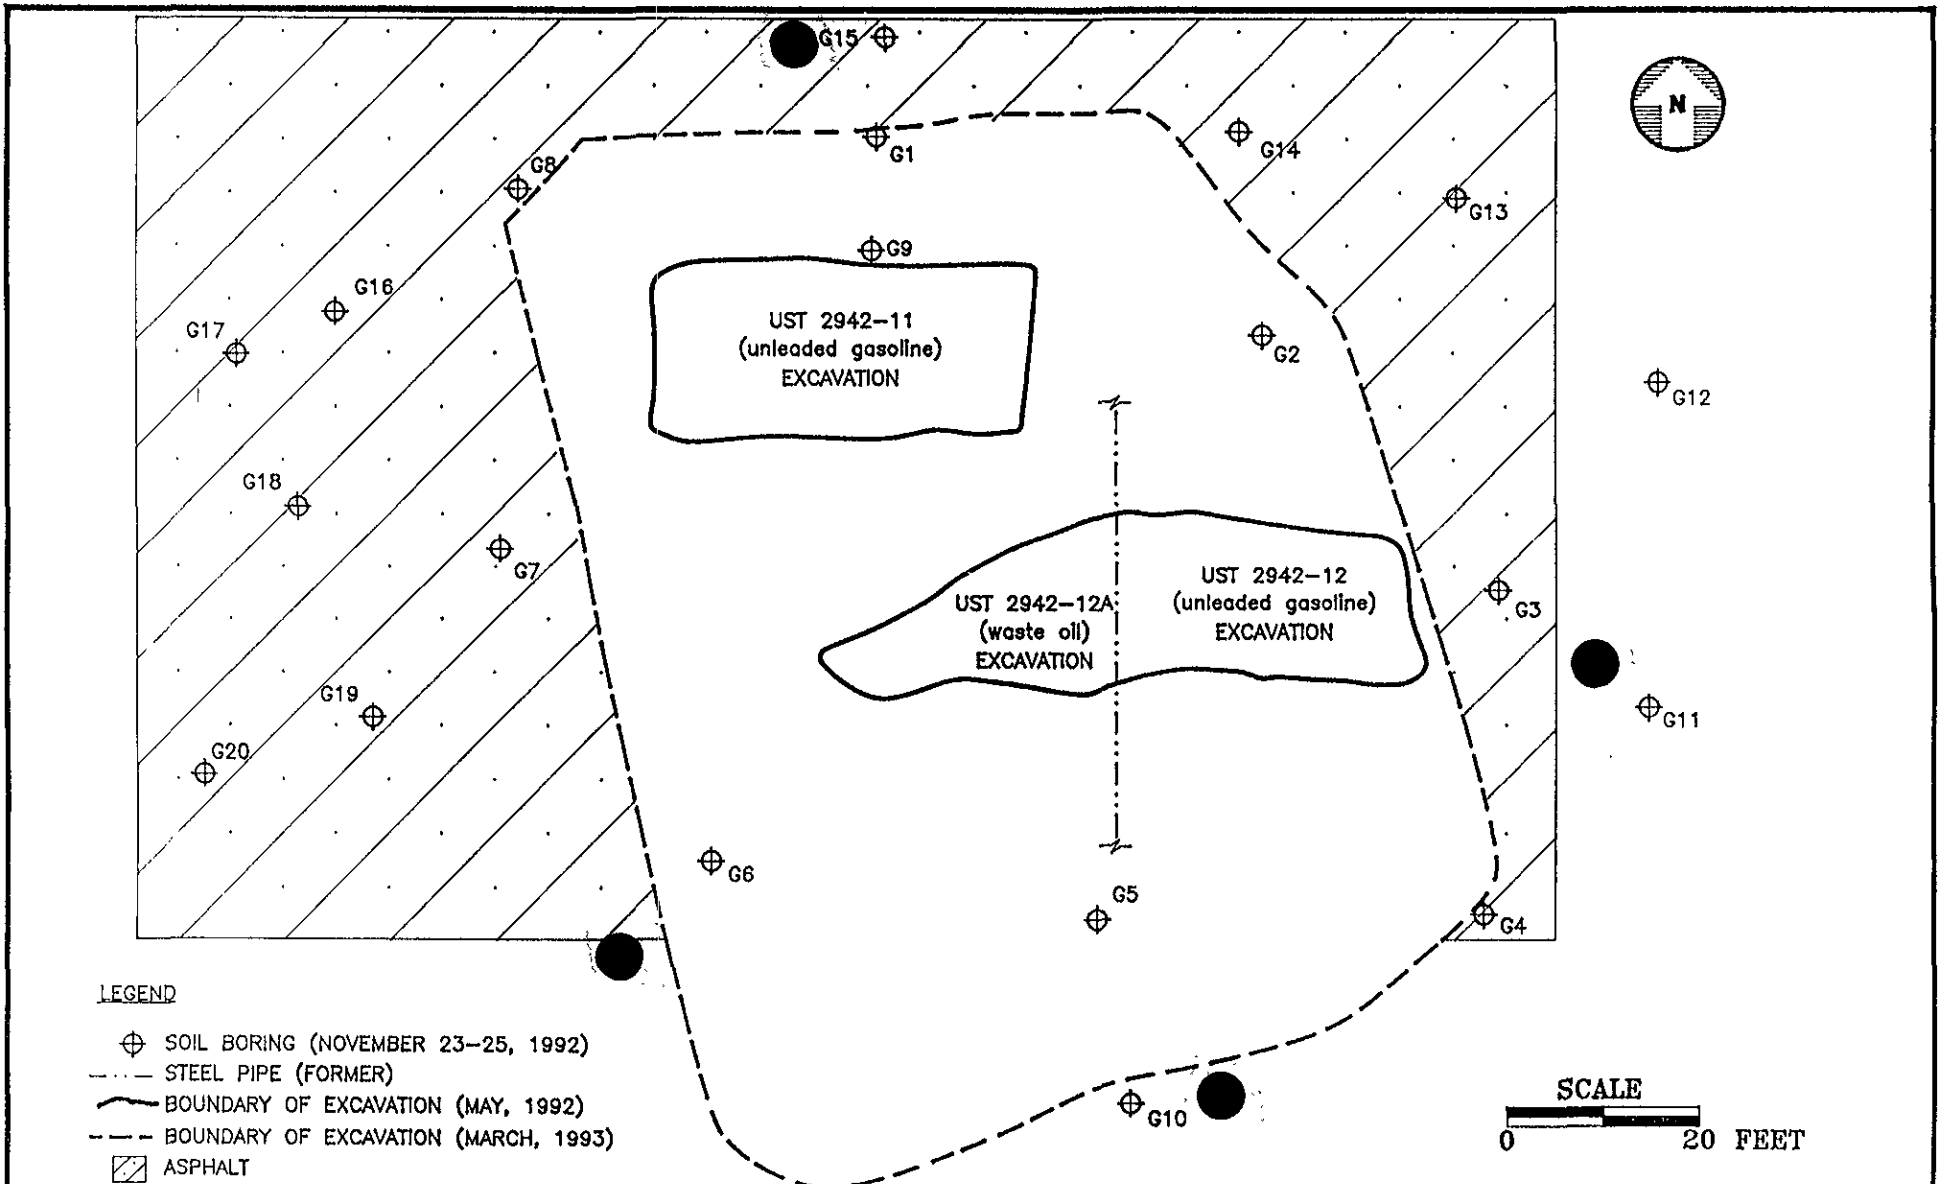 G15
N
G14
G1
G8
G13
G9
G16
G17
UST 2942-11
(unleaded gasoline)
EXCAVATION
G2
G12
G18
G7
UST 2942-12
(unleaded gasoline)
EXCAVATION
UST 2942-12A
(waste oil)
EXCAVATION
G3
G19
G11
G20
G6
G5
G4
LEGEND
SOIL BORING (NOVEMBER 23-25, 1992)
STEEL PIPE (FORMER)
BOUNDARY OF EXCAVATION (MAY, 1992)
BOUNDARY OF EXCAVATION (MARCH, 1993)
ASPHALT
G10
SCALE
0 20 FEET